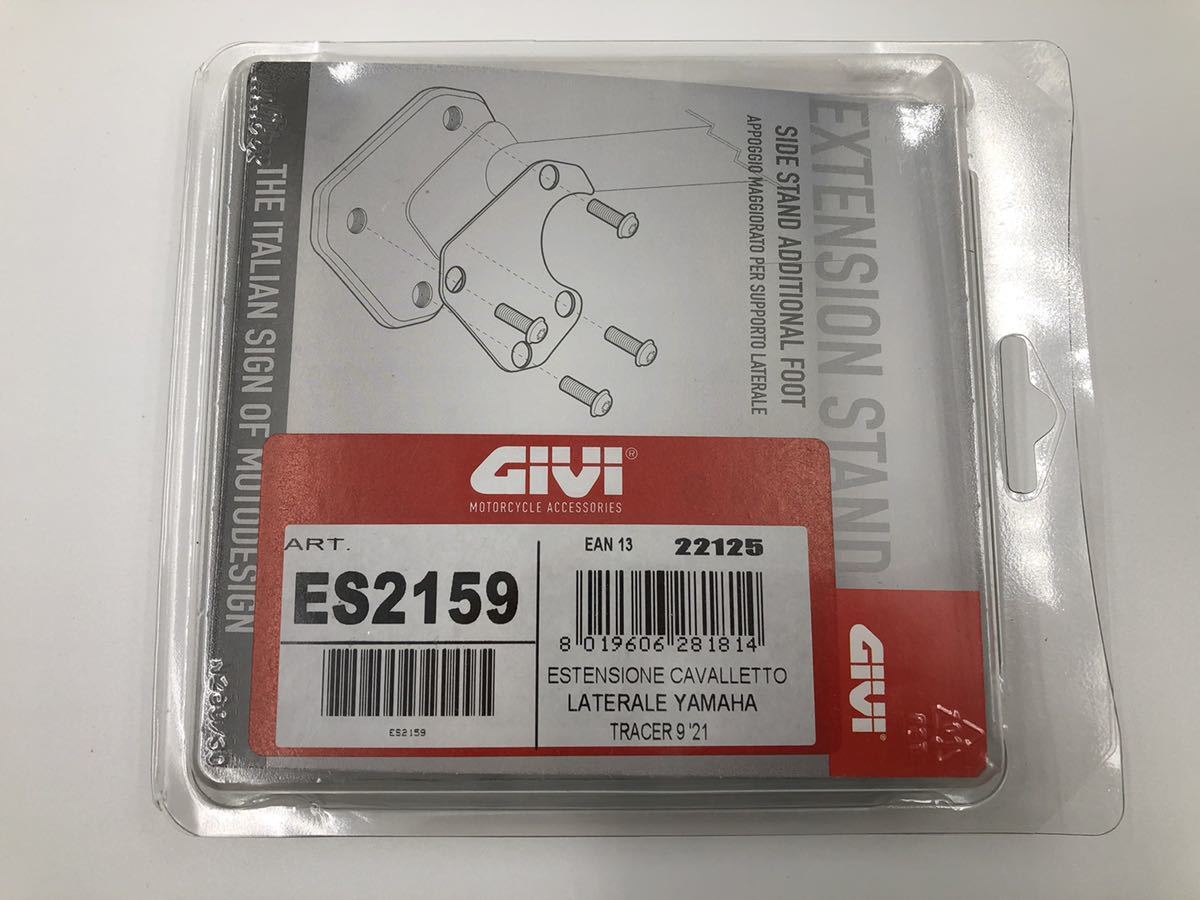 EXTENSION STAND
SIDE STAND ADDITIONAL FOOT
APPOGGIO MAGGIORATO PER SUPPORTO LATERALE
THE ITALIAN SIGN OF MOTODESIGN
GIVI®
MOTORCYCLE ACCESSORIES
ART.
ES2159
ES2159
EAN 13 22125
8 019606 281814
ESTENSIONE CAVALLETTO
LATERALE YAMAHA
TRACER 9 '21
GIVI